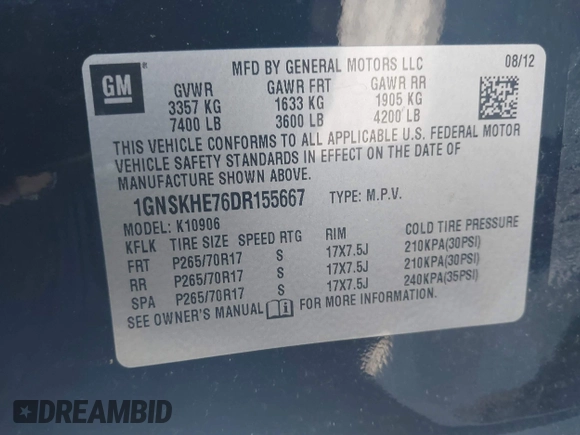 GM
MFD BY GENERAL MOTORS LLC 08/12
GVWR GAWR FRT GAWR RR
3357 KG 1633 KG 1905 KG
7400 LB 3600 LB 4200 LB
THIS VEHICLE CONFORMS TO ALL APPLICABLE U.S. FEDERAL MOTOR
VEHICLE SAFETY STANDARDS IN EFFECT ON THE DATE OF
MANUFACTURE SHOWN ABOVE.
1GNSKHE76DR155667 TYPE: M.P.V.
MODEL: K10906
KFLK TIRE SIZE SPEED RTG RIM COLD TIRE PRESSURE
FRT P265/70R17 S 17X7.5J 210KPA(30PSI)
RR P265/70R17 S 17X7.5J 210KPA(30PSI)
SPA P265/70R17 S 17X7.5J 240KPA(35PSI)
SEE OWNER'S MANUAL FOR MORE INFORMATION.
DREAMBID